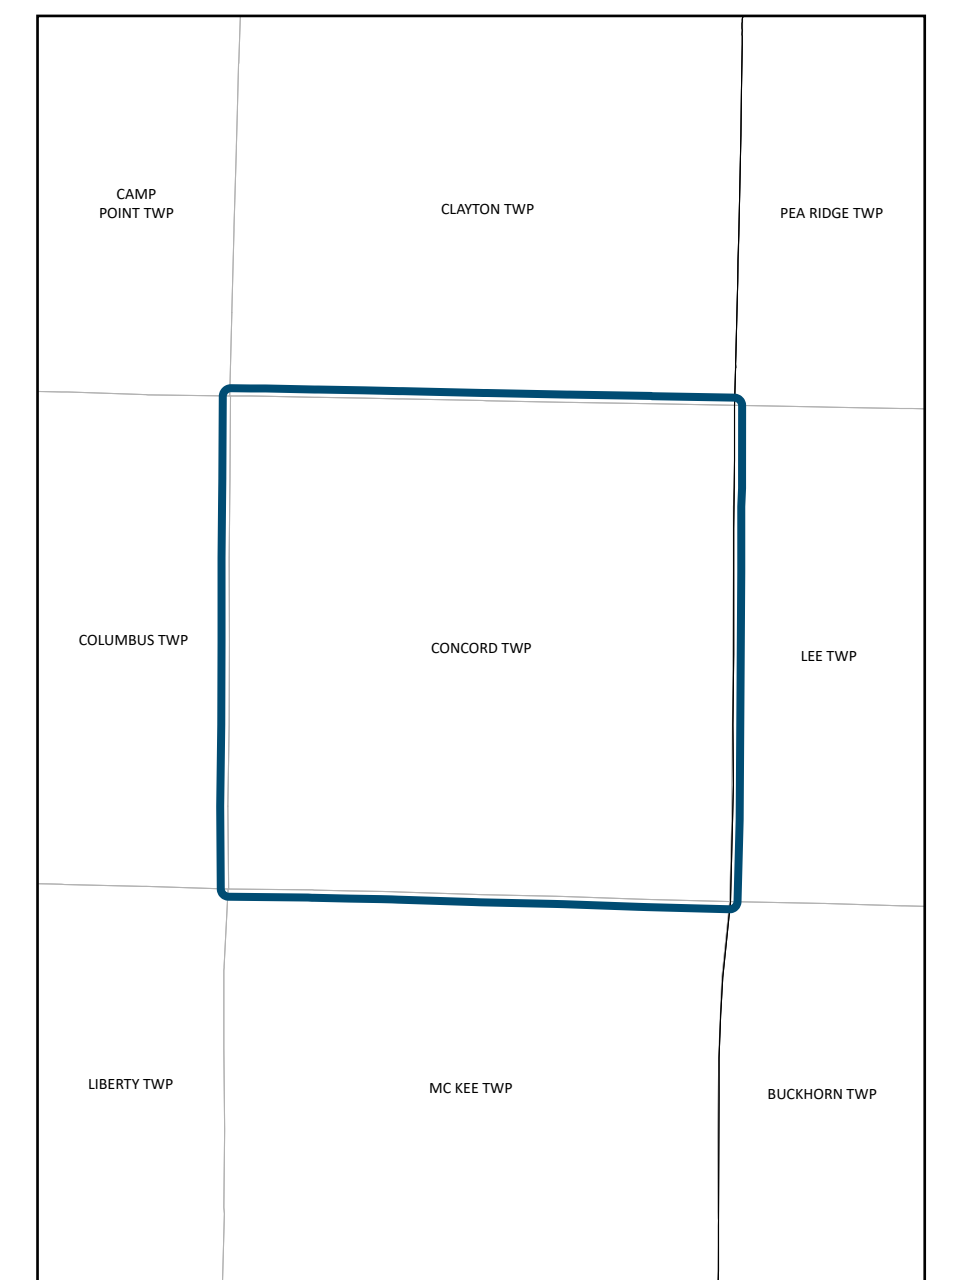 CAMP
POINT TWP
CLAYTON TWP
PEA RIDGE TWP
COLUMBUS TWP
CONCORD TWP
LEE TWP
LIBERTY TWP
MC KEE TWP
BUCKHORN TWP